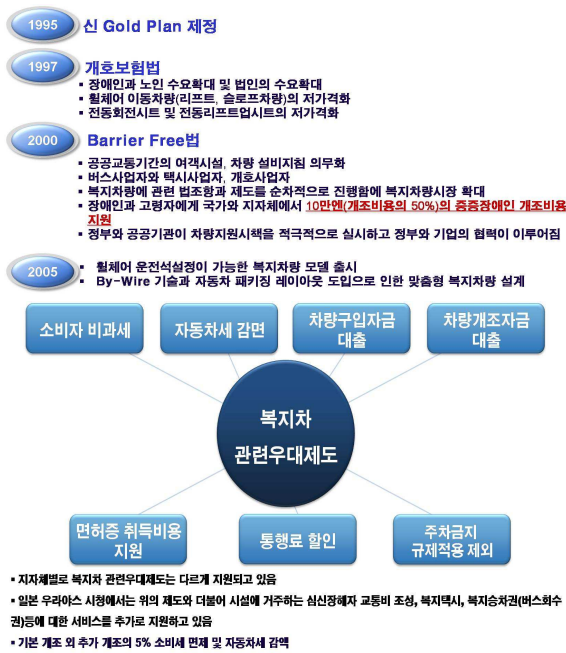 1995 신 Gold Plan 제정
1997 개호보험법
▪ 장애인과 노인 수요확대 및 법인의 수요확대
▪ 휠체어 이동차량(리프트, 슬로프차량)의 저가격화
▪ 전동회전시트 및 전동리프트업시트의 저가격화
2000 Barrier Free법
▪ 공공교통기간의 여객시설, 차량 설비지침 의무화
▪ 버스사업자와 택시사업자, 개호사업자
▪ 복지차량에 관련 법조항과 제도를 순차적으로 진행함에 복지차량시장 확대
▪ 장애인과 고령자에게 국가와 지자체에서 10만엔(개조비용의 50%)의 중증장애인 개조비용
지원
▪ 정부와 공공기관이 차량지원시책을 적극적으로 실시하고 정부와 기업의 협력이 이루어짐
2005 ▪ 휠체어 운전석설정이 가능한 복지차량 모델 출시
▪ By-Wire 기술과 자동차 패키징 레이아웃 도입으로 인한 맞춤형 복지차량 설계
소비자 비과세
자동차세 감면
차량구입자금
대출
차량개조자금
대출
복지차
관련우대제도
면허증 취득비용
지원
통행료 할인
주차금지
규제적용 제외
▪ 지자체별로 복지차 관련우대제도는 다르게 지원되고 있음
▪ 일본 우라야스 시청에서는 위의 제도와 더불어 시설에 거주하는 심신장해자 교통비 조성, 복지택시, 복지승차권(버스회수
권)등에 대한 서비스를 추가로 지원하고 있음
▪ 기본 개조 외 추가 개조의 5% 소비세 면제 및 자동차세 감액